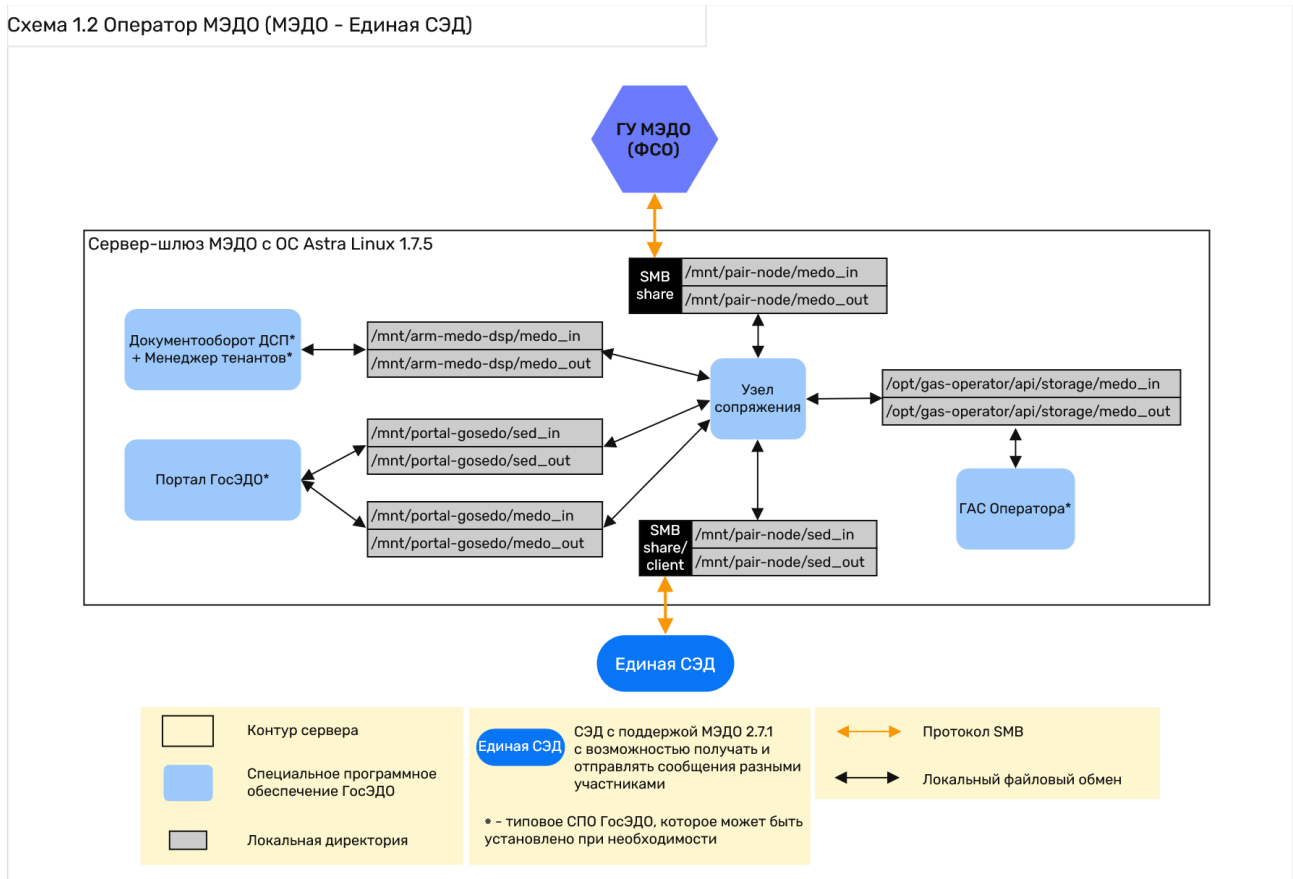 Схема 1.2 Оператор МЭДО (МЭДО - Единая СЭД)
ГУ МЭДО
(ФСО)
Сервер-шлюз МЭДО с ОС Astra Linux 1.7.5
SMB
share
/mnt/pair-node/medo_in
/mnt/pair-node/medo_out
Документооборот ДСП*
+ Менеджер тенантов*
/mnt/arm-medo-dsp/medo_in
/mnt/arm-medo-dsp/medo_out
Узел
сопряжения
/opt/gas-operator/api/storage/medo_in
/opt/gas-operator/api/storage/medo_out
Портал ГосЭДО*
/mnt/portal-gosedo/sed_in
/mnt/portal-gosedo/sed_out
/mnt/portal-gosedo/medo_in
/mnt/portal-gosedo/medo_out
ГАС Оператора*
SMB
share/
client
/mnt/pair-node/sed_in
/mnt/pair-node/sed_out
Единая СЭД
Контур сервера
Специальное программное
обеспечение ГосЭДО
Локальная директория
Единая СЭД
СЭД с поддержой МЭДО 2.7.1
с возможностью получать и
отправлять сообщения разными
участниками
* - типовое СПО ГосЭДО, которое может быть
установлено при необходимости
Протокол SMB
Локальный файловый обмен